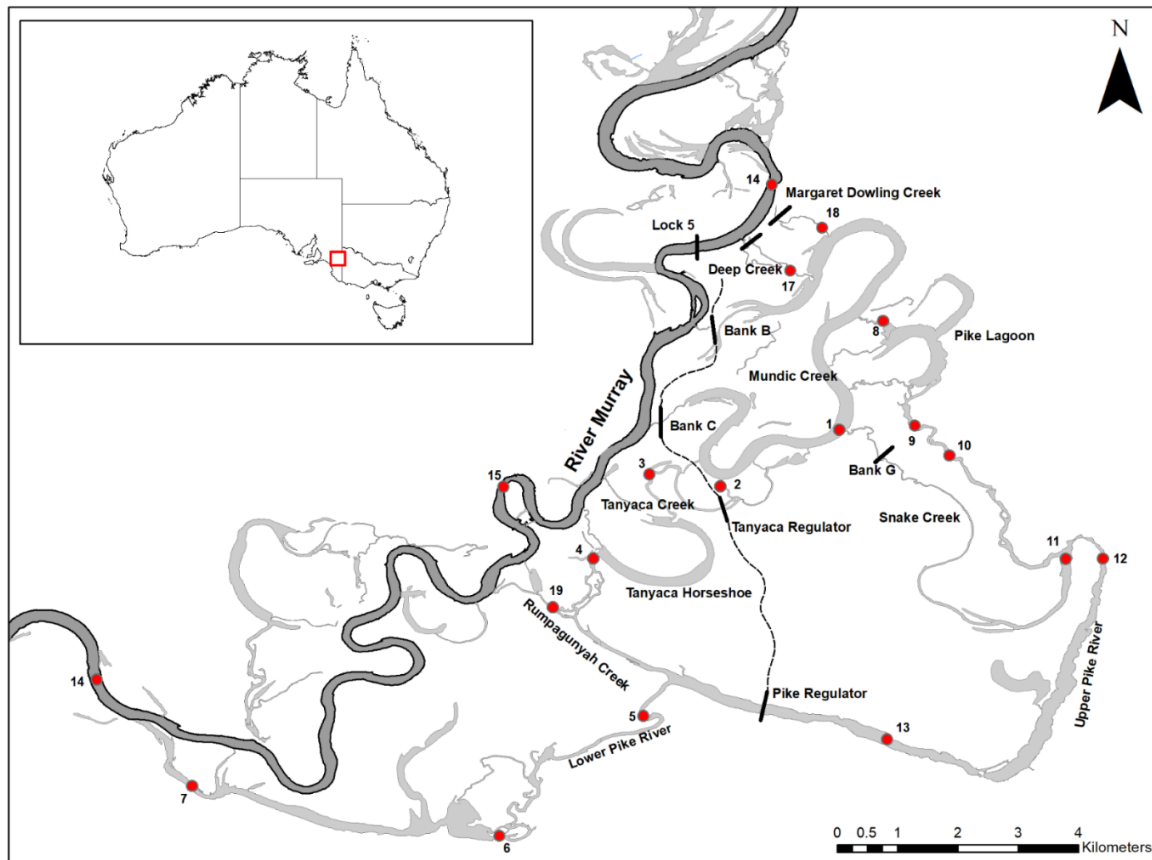 N
14
Margaret Dowling Creek
18
Lock 5
Deep Creek
17
8
Bank B
Pike Lagoon
Mundic Creek
River Murray
Bank C
1
9
10
Bank G
3
2
15
Tanyaca Creek
Snake Creek
Tanyaca Regulator
11
12
4
Tanyaca Horseshoe
19
Rumpagunyah Creek
Upper Pike River
14
Pike Regulator
5
13
Lower Pike River
7
6
0 0.5 1 2 3 4
Kilometers